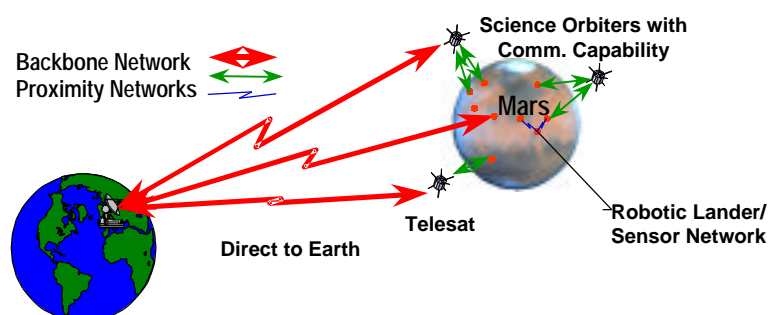 Science Orbiters with
Comm. Capability
Backbone Network
Proximity Networks
Mars
Telesat
Direct to Earth
Robotic Lander/
Sensor Network